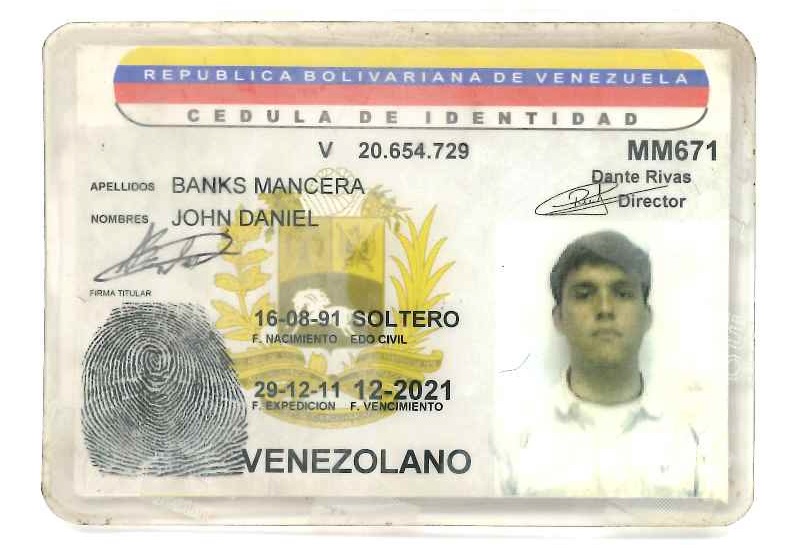 REPUBLICA BOLIVARIANA DE VENEZUELA
CEDULA DE IDENTIDAD
V 20.654.729
MM671
APELLIDOS BANKS MANCERA
Dante Rivas
NOMBRES JOHN DANIEL
Director
FIRMA TITULAR
16-08-91 SOLTERO
F. NACIMIENTO EDO CIVIL
29-12-11 12-2021
F. EXPEDICION F. VENCIMIENTO
VENEZOLANO